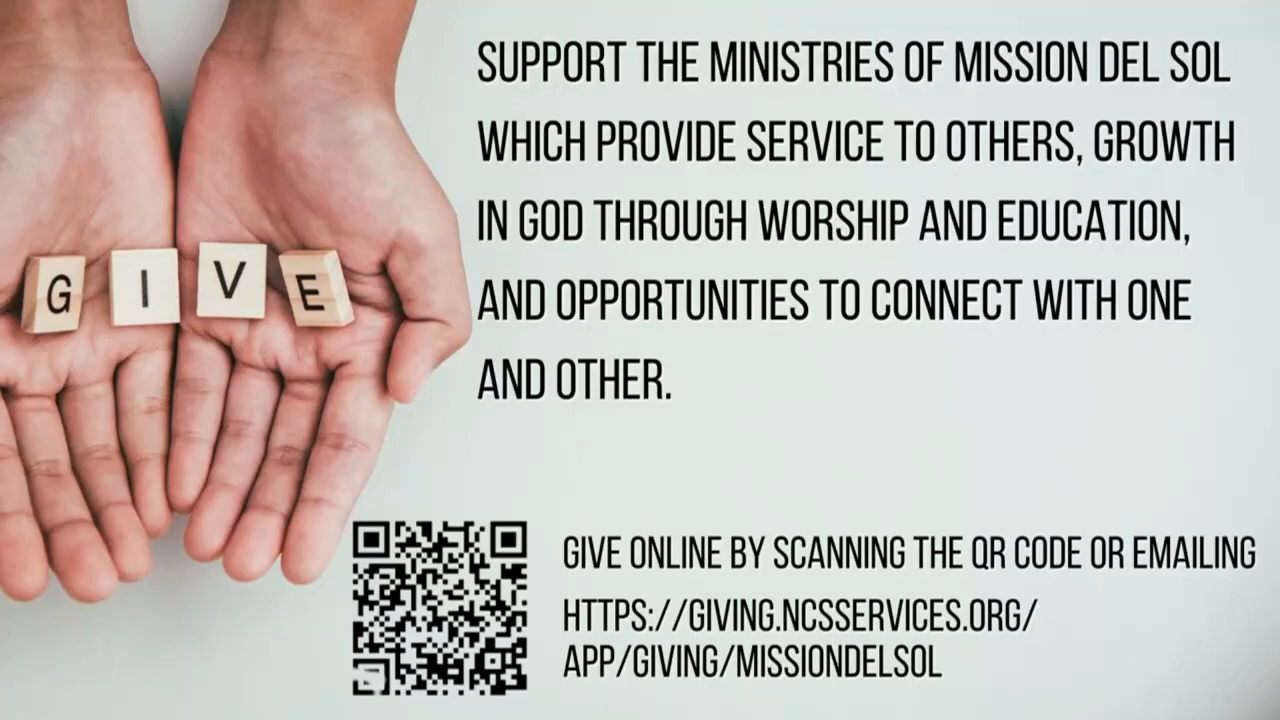 G I V E
SUPPORT THE MINISTRIES OF MISSION DEL SOL
WHICH PROVIDE SERVICE TO OTHERS, GROWTH
IN GOD THROUGH WORSHIP AND EDUCATION,
AND OPPORTUNITIES TO CONNECT WITH ONE
AND OTHER.
GIVE ONLINE BY SCANNING THE QR CODE OR EMAILING
HTTPS://GIVING.NCSSERVICES.ORG/
APP/GIVING/MISSIONDELSOL